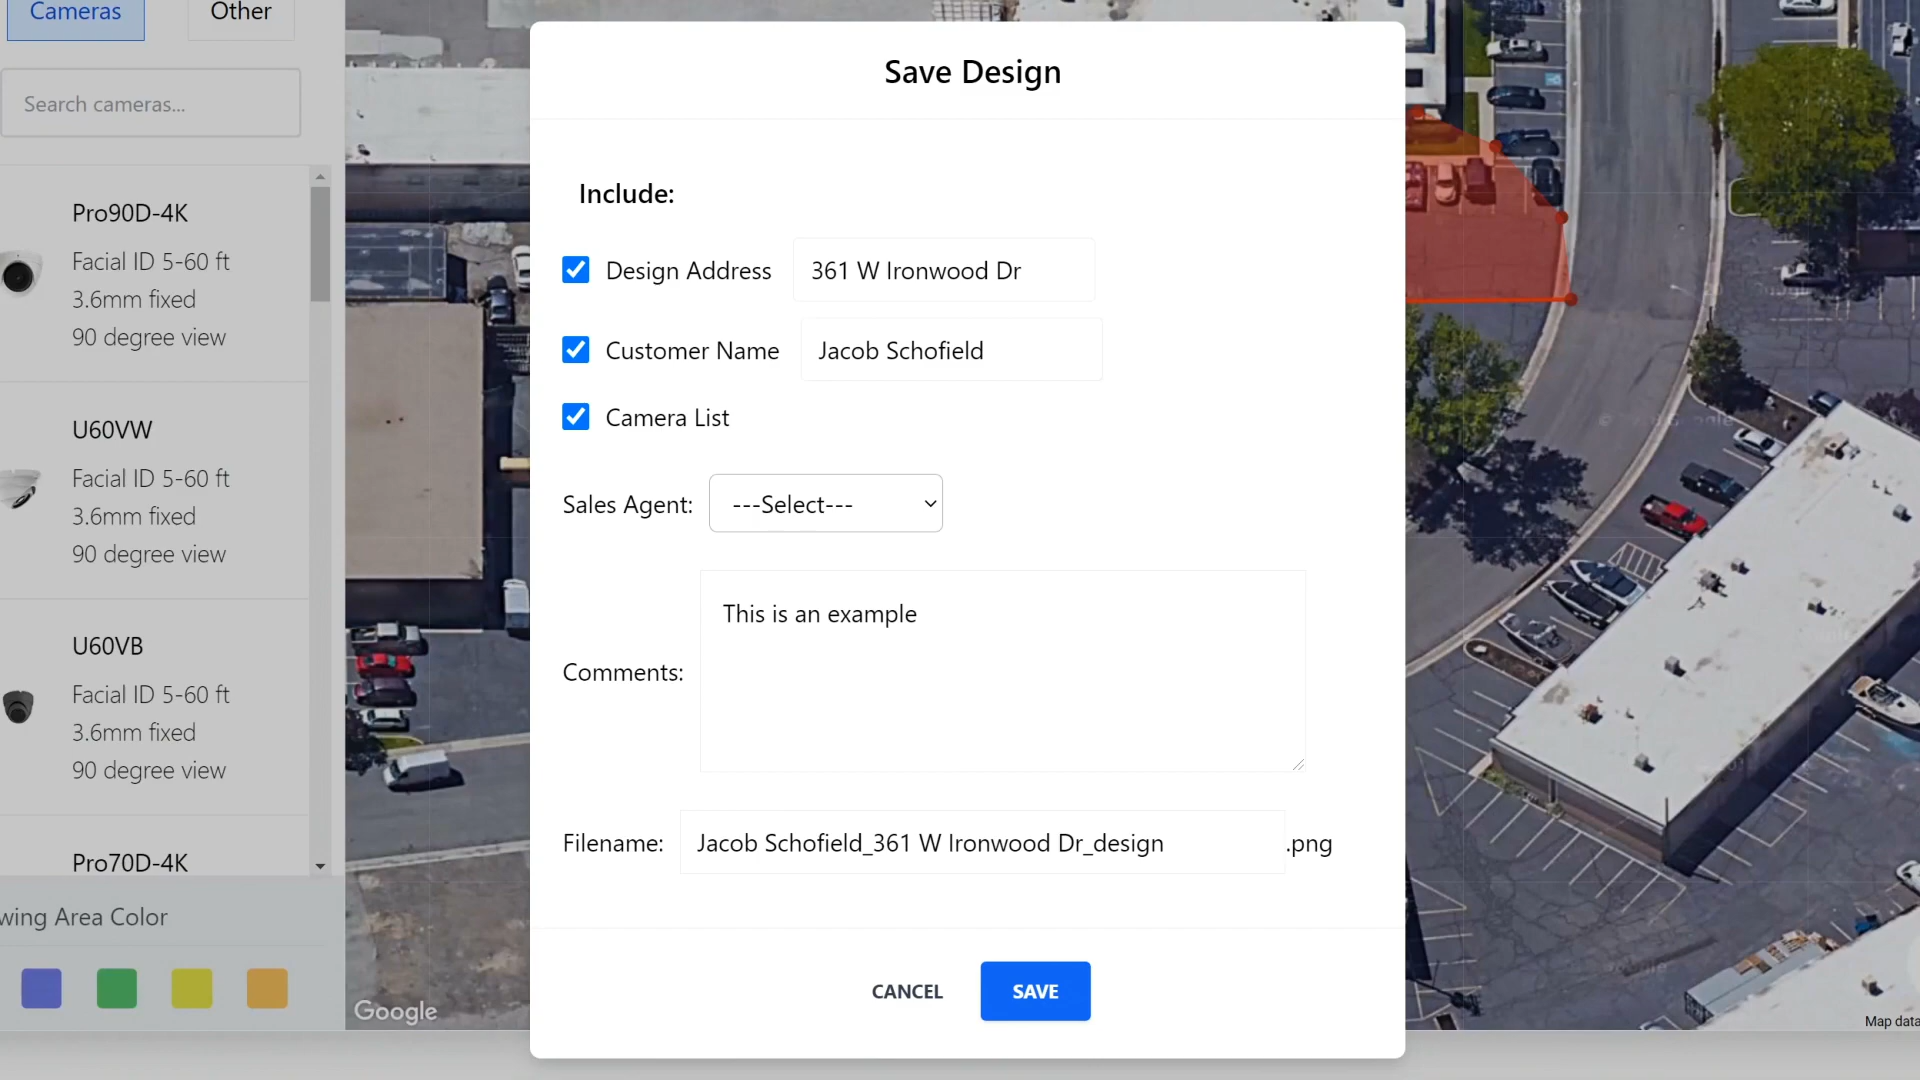 Cameras
Other
Search cameras...
Pro90D-4K
Facial ID 5-60 ft
3.6mm fixed
90 degree view
U60VW
Facial ID 5-60 ft
3.6mm fixed
90 degree view
U60VB
Facial ID 5-60 ft
3.6mm fixed
90 degree view
Pro70D-4K
wing Area Color
Save Design
Include:
Design Address
361 W Ironwood Dr
Customer Name
Jacob Schofield
Camera List
Sales Agent:
---Select---
Comments:
This is an example
Filename:
Jacob Schofield_361 W Ironwood Dr_design
.png
CANCEL
SAVE
Google
Map data